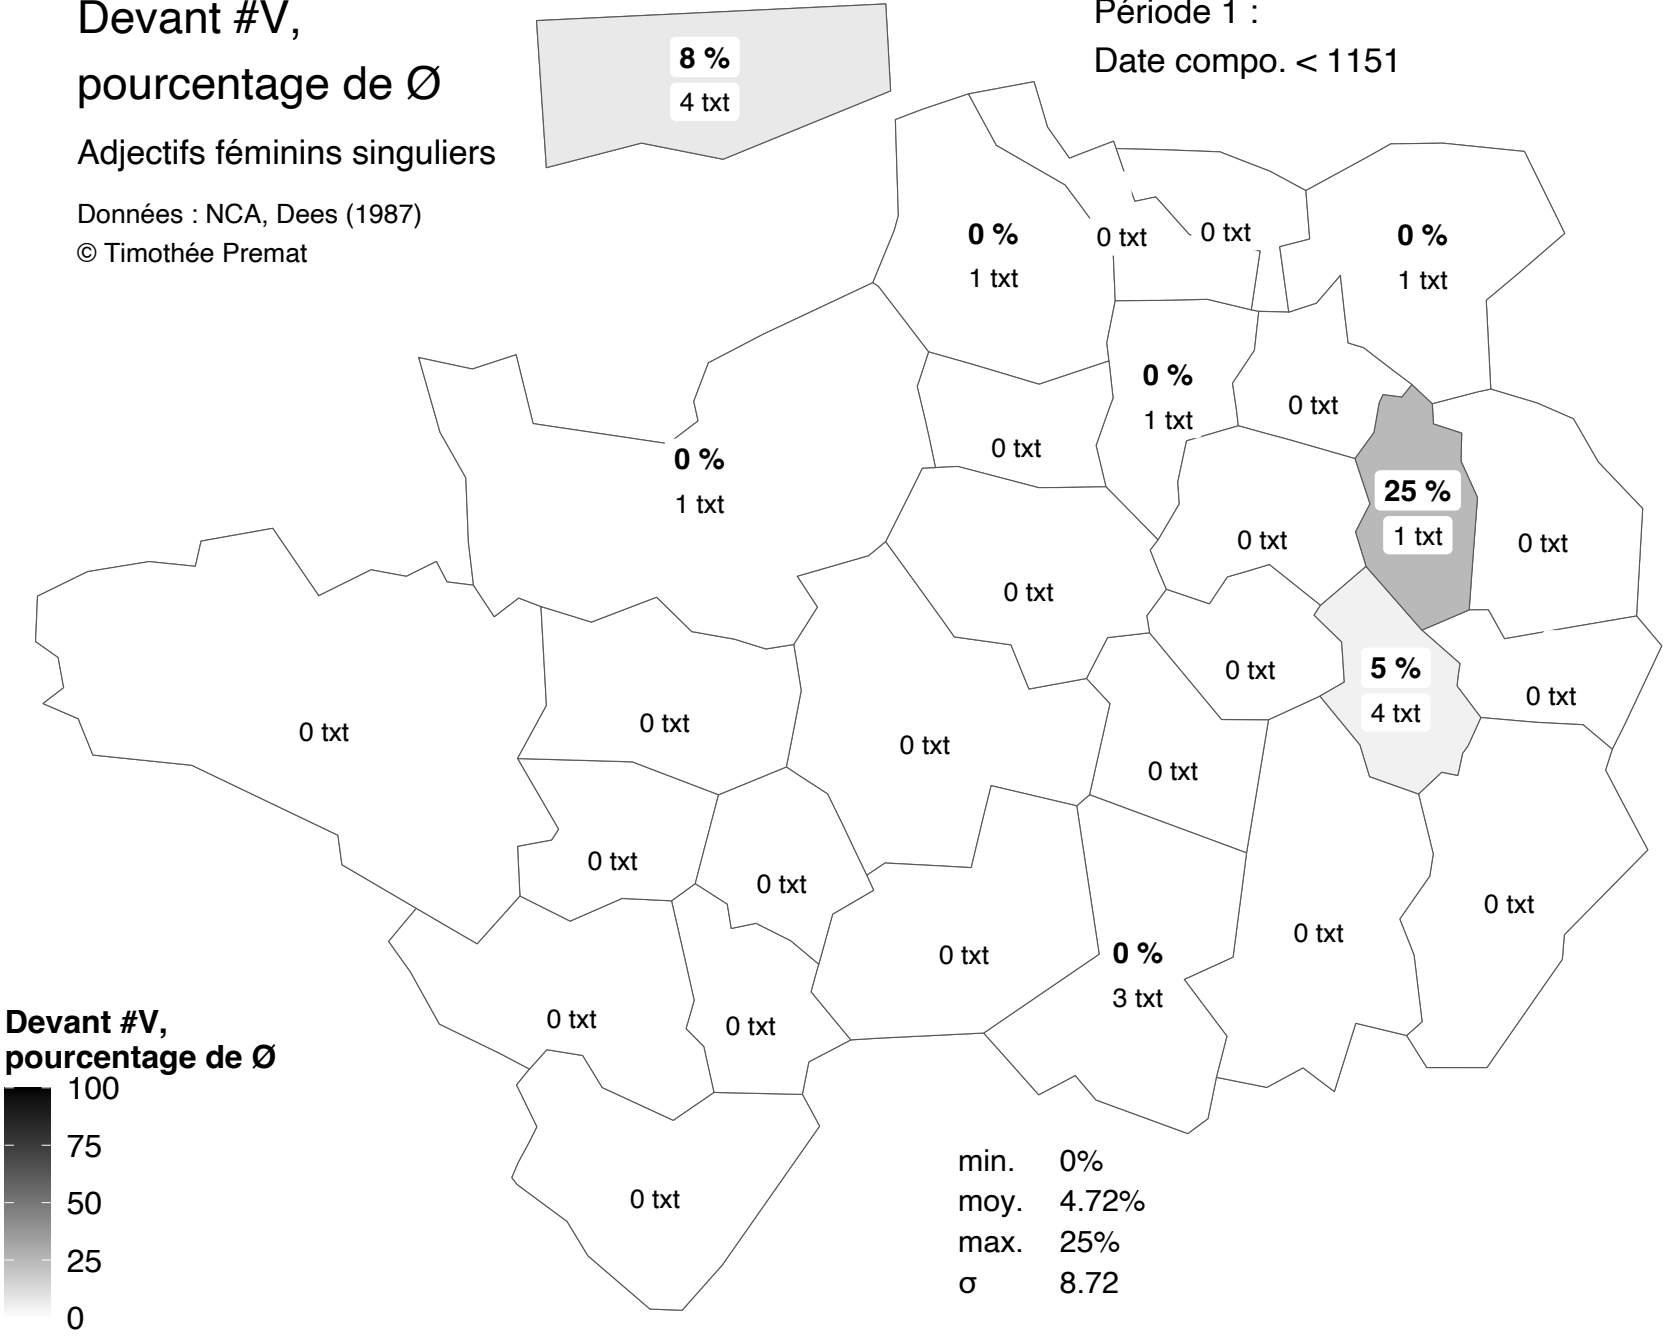 Devant #V,
pourcentage de Ø
Adjectifs féminins singuliers
Données : NCA, Dees (1987)
© Timothée Premat
Période 1 :
Date compo. < 1151
8 %
4 txt
0 %
1 txt
0 txt
0 txt
0 %
1 txt
0 %
1 txt
0 txt
0 txt
0 %
1 txt
25 %
1 txt
0 txt
0 txt
0 txt
0 txt
5 %
4 txt
0 txt
0 txt
0 txt
0 txt
0 txt
0 txt
0 txt
0 txt
0 txt
0 %
3 txt
0 txt
0 txt
0 txt
0 txt
0 txt
Devant #V,
pourcentage de Ø
100
75
50
25
0
min. 0%
moy. 4.72%
max. 25%
σ 8.72